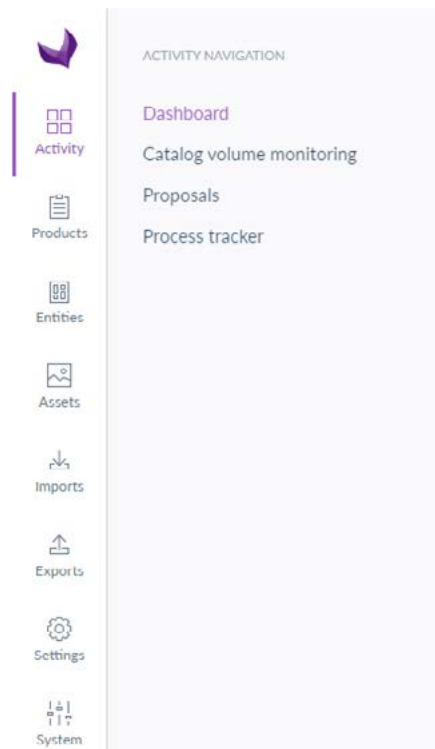 Activity
Products
Entities
Assets
Imports
Exports
Settings
System
ACTIVITY NAVIGATION
Dashboard
Catalog volume monitoring
Proposals
Process tracker